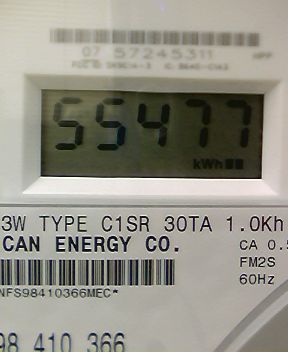 07 57245311
55477
kWh
3W TYPE C1SR 30TA 1.0Kh
CAN ENERGY CO.
CA 0.5
FM2S
60Hz
NFS98410366MEC*
98 410 366